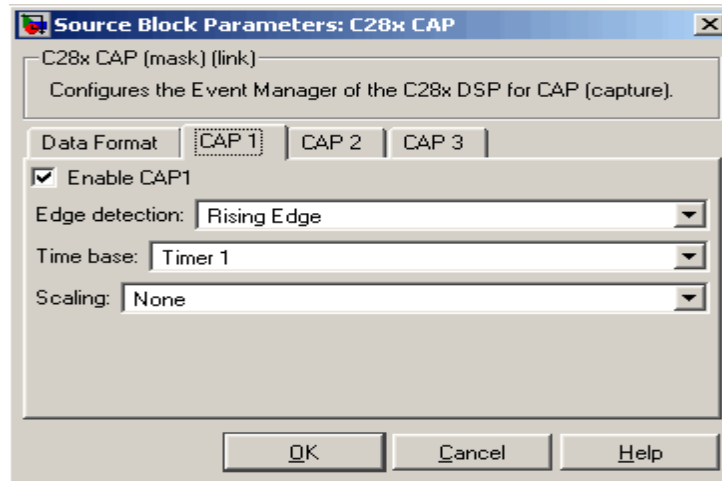 Source Block Parameters: C28x CAP
C28x CAP (mask) (link)
Configures the Event Manager of the C28x DSP for CAP (capture).
Data Format CAP 1 CAP 2 CAP 3
Enable CAP1
Edge detection: Rising Edge
Time base: Timer 1
Scaling: None
OK Cancel Help